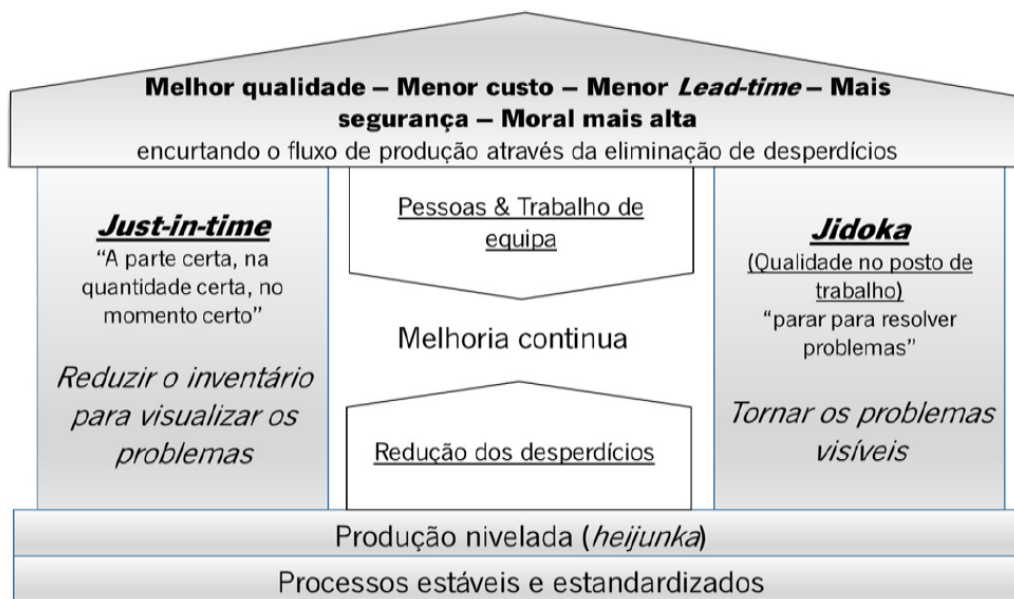 Melhor qualidade – Menor custo – Menor Lead-time – Mais
segurança – Moral mais alta
encurtando o fluxo de produção através da eliminação de desperdícios
Just-in-time
“A parte certa, na
quantidade certa, no
momento certo”
Reduzir o inventário
para visualizar os
problemas
Pessoas & Trabalho de
equipa
Melhoria continua
Redução dos desperdícios
Jidoka
(Qualidade no posto de
trabalho)
“parar para resolver
problemas”
Tornar os problemas
visíveis
Produção nivelada (heijunka)
Processos estáveis e estandardizados